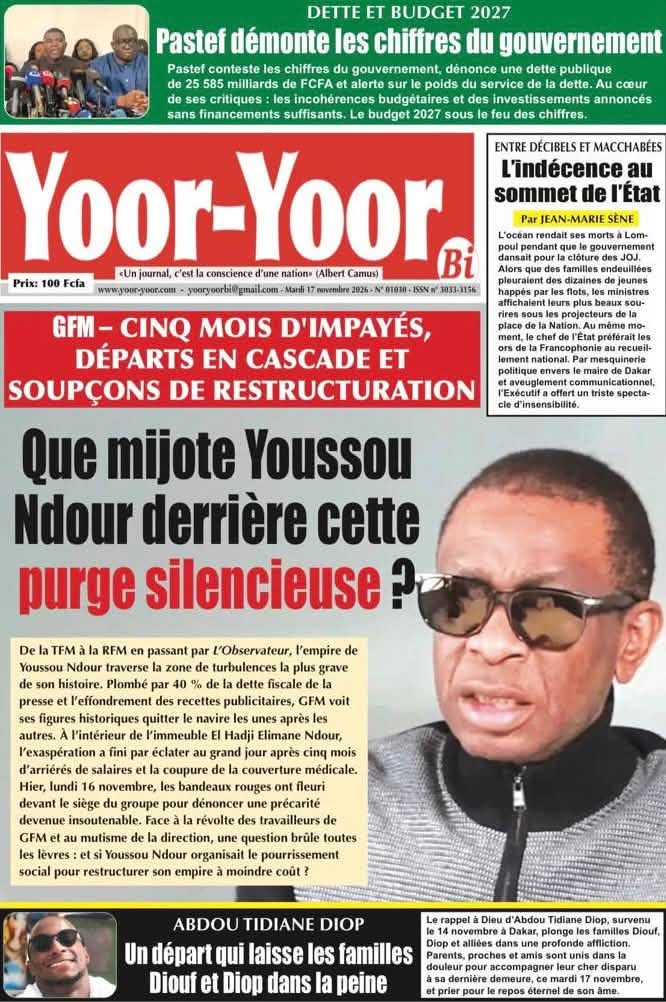 DETTE ET BUDGET 2027
Pastef démonte les chiffres du gouvernement
Pastef conteste les chiffres du gouvernement, dénonce une dette publique
de 25 585 milliards de FCFA et alerte sur le poids du service de la dette. Au cœur
de ses critiques : les incohérences budgétaires et des investissements annoncés
sans financements suffisants. Le budget 2027 sous le feu des chiffres.
Yoor-Yoor
Bi
«Un journal, c'est la conscience d'une nation» (Albert Camus)
Prix: 100 Fcfa
www.yoor-yoor.com - yooryoorbi@gmail.com - Mardi 17 novembre 2026 - N° 01030 - ISSN n° 3033-3156
ENTRE DÉCIBELS ET MACCHABÉES
L'indécence au
sommet de l'État
Par JEAN-MARIE SÈNE
L'océan rendait ses morts à Lom-
poul pendant que le gouvernement
dansait pour la clôture des JOJ.
Alors que des familles endeuillées
pleuraient des dizaines de jeunes
happés par les flots, les ministres
affichaient leurs plus beaux sou-
rires sous les projecteurs de la
place de la Nation. Au même mo-
ment, le chef de l'État préférait les
ors de la Francophonie au recueil-
lement national. Par mesquinerie
politique envers le maire de Dakar
et aveuglement communicationnel,
l'Exécutif a offert un triste specta-
cle d'insensibilité.
GFM – CINQ MOIS D'IMPAYÉS,
DÉPARTS EN CASCADE ET
SOUPÇONS DE RESTRUCTURATION
Que mijote Youssou
Ndour derrière cette
purge silencieuse ?
De la TFM à la RFM en passant par L'Observateur, l'empire de
Youssou Ndour traverse la zone de turbulences la plus grave
de son histoire. Plombé par 40 % de la dette fiscale de la
presse et l'effondrement des recettes publicitaires, GFM voit
ses figures historiques quitter le navire les unes après les
autres. À l'intérieur de l'immeuble El Hadji Elimane Ndour,
l'exaspération a fini par éclater au grand jour après cinq mois
d'arriérés de salaires et la coupure de la couverture médicale.
Hier, lundi 16 novembre, les bandeaux rouges ont fleuri
devant le siège du groupe pour dénoncer une précarité
devenue insoutenable. Face à la révolte des travailleurs de
GFM et au mutisme de la direction, une question brûle toutes
les lèvres : et si Youssou Ndour organisait le pourrissement
social pour restructurer son empire à moindre coût ?
ABDOU TIDIANE DIOP
Un départ qui laisse les familles
Diouf et Diop dans la peine
Le rappel à Dieu d'Abdou Tidiane Diop, survenu
le 14 novembre à Dakar, plonge les familles Diouf,
Diop et alliées dans une profonde affliction.
Parents, proches et amis sont unis dans la
douleur pour accompagner leur cher disparu
à sa dernière demeure, ce mardi 17 novembre,
et prier pour le repos éternel de son âme.